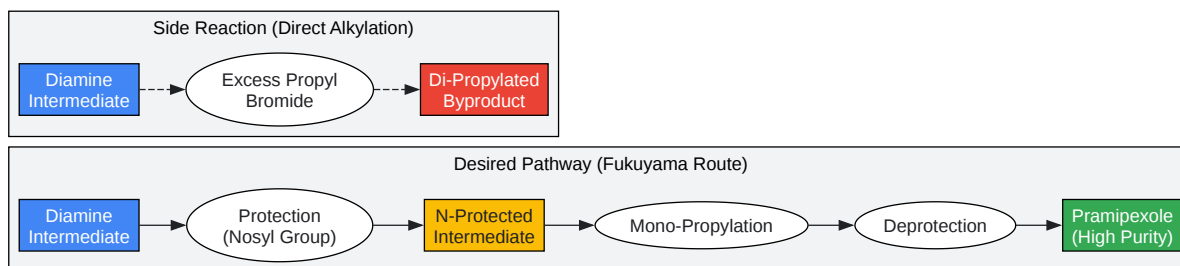 Side Reaction (Direct Alkylation)
Diamine
Intermediate
Excess Propyl
Bromide
Di-Propylated
Byproduct
Desired Pathway (Fukuyama Route)
Diamine
Intermediate
Protection
(Nosyl Group)
N-Protected
Intermediate
Mono-Propylation
Deprotection
Pramipexole
(High Purity)